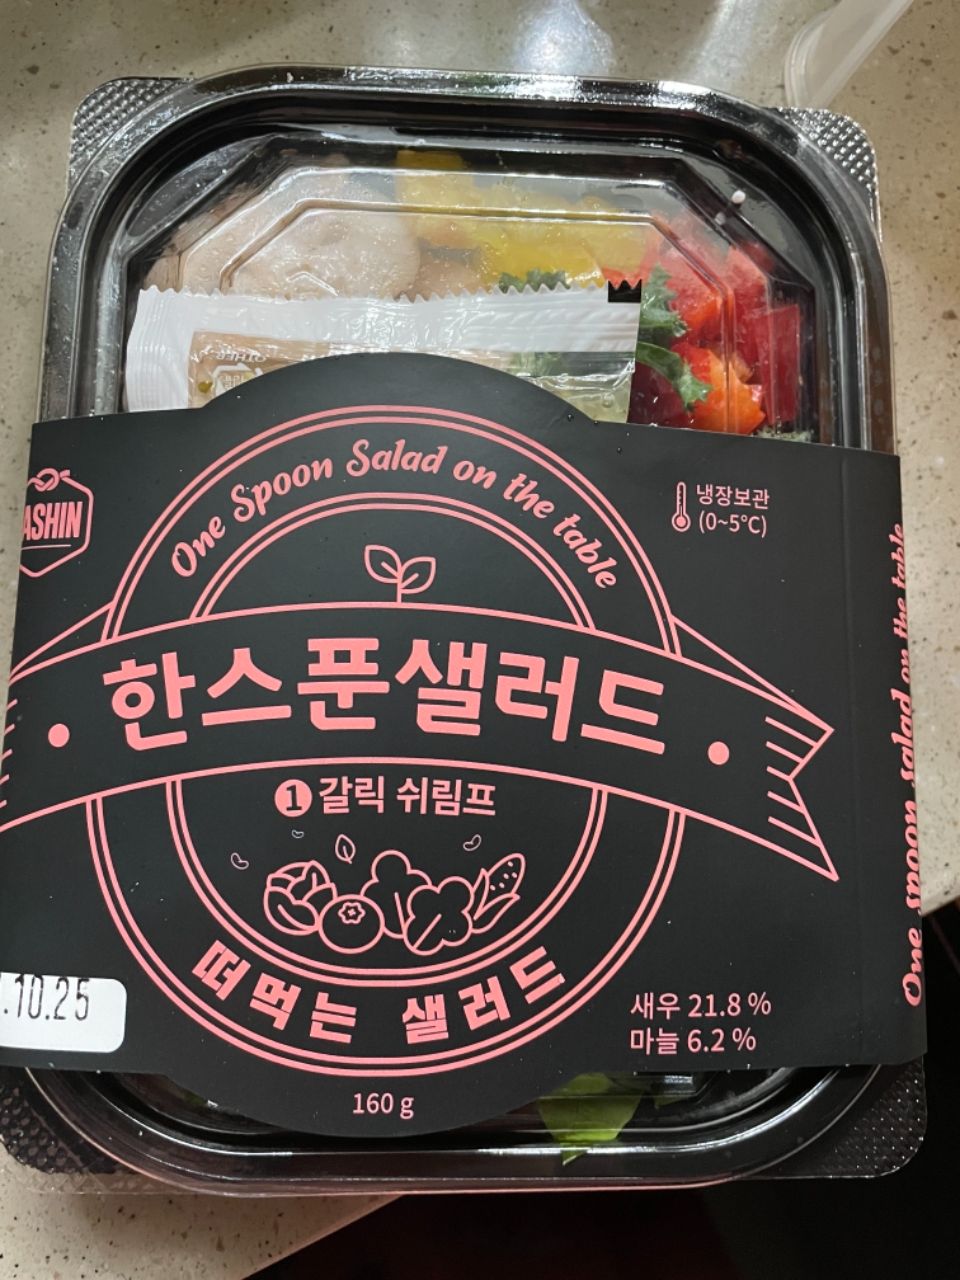 One Spoon Salad on the table
냉장보관
(0~5℃)
ASHIN
한스푼샐러드
1 갈릭 쉬림프
떠먹는 샐러드
.10.25
새우 21.8 %
마늘 6.2 %
160 g
One spoon salad on the table